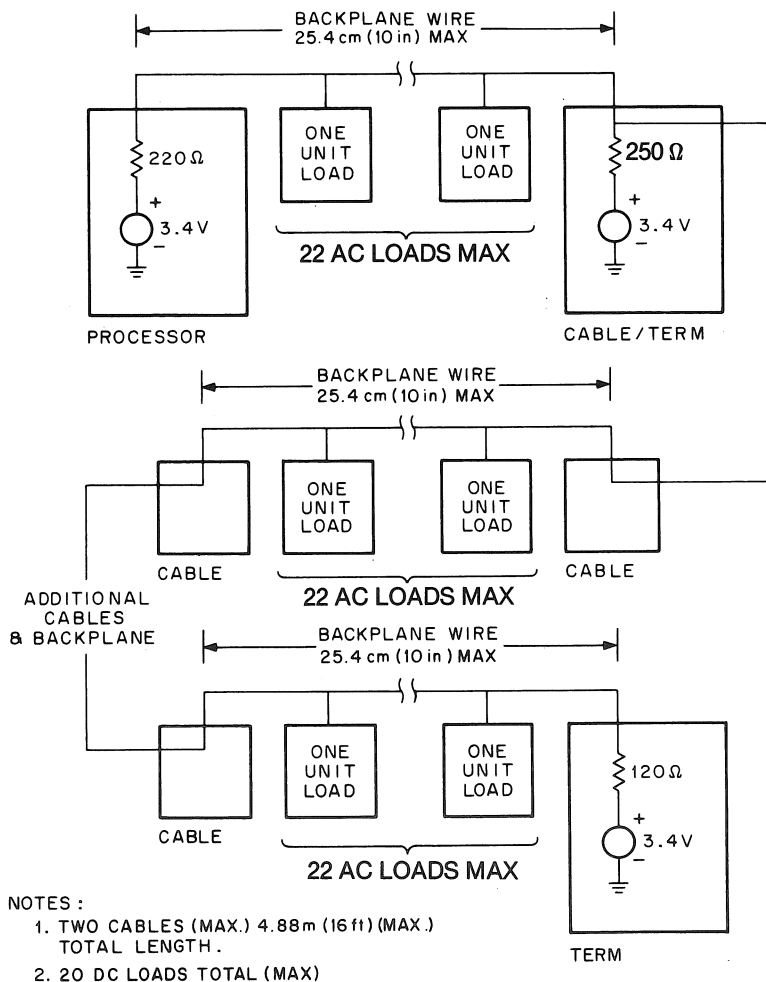 BACKPLANE WIRE
25.4 cm (10 in) MAX
220 Ω
+
3.4 V
−
ONE
UNIT
LOAD
ONE
UNIT
LOAD
250 Ω
+
3.4 V
−
22 AC LOADS MAX
PROCESSOR
CABLE / TERM
BACKPLANE WIRE
25.4 cm (10 in) MAX
ONE
UNIT
LOAD
ONE
UNIT
LOAD
CABLE
CABLE
22 AC LOADS MAX
ADDITIONAL
CABLES
& BACKPLANE
BACKPLANE WIRE
25.4 cm (10 in) MAX
ONE
UNIT
LOAD
ONE
UNIT
LOAD
120 Ω
+
3.4 V
−
CABLE
22 AC LOADS MAX
TERM
NOTES :
1. TWO CABLES (MAX.) 4.88m (16 ft) (MAX.)
TOTAL LENGTH.
2. 20 DC LOADS TOTAL (MAX)